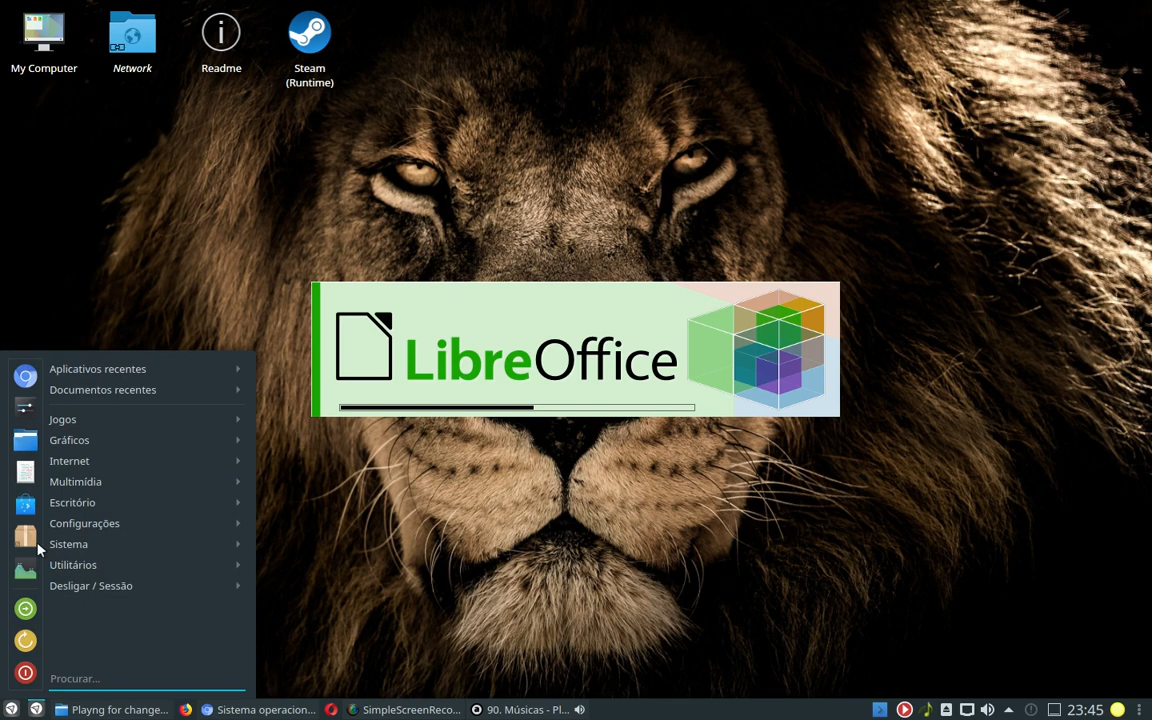 My Computer
Network
Readme
Steam
(Runtime)
LibreOffice
Aplicativos recentes
Documentos recentes
Jogos
Gráficos
Internet
Multimídia
Escritório
Configurações
Sistema
Utilitários
Desligar / Sessão
Procurar...
Playng for change...
Sistema operacion...
SimpleScreenReco...
90. Músicas - Pl...
23:45